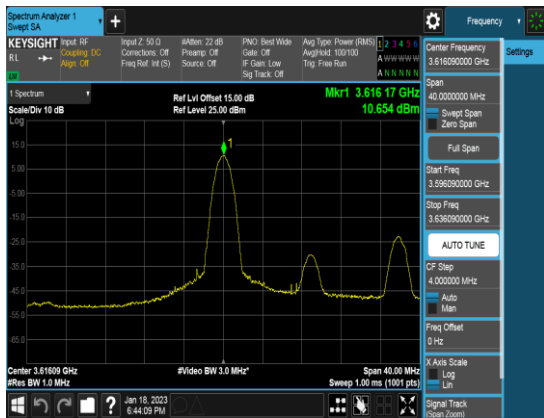 Spectrum Analyzer 1
Swept SA
Frequency
KEYSIGHT
RL
Input: RF
Coupling: DC
Align: Off
Input Z: 50 Ω
Corrections: Off
Freq Ref: Int (S)
#Atten: 22 dB
Preamp: Off
Source: Off
PNO: Best Wide
Gate: Off
IF Gain: Low
Sig Track: Off
Avg Type: Power (RMS)
Avg|Hold: 100/100
Trig: Free Run
1 2 3 4 5 6
A W W W W W
A N N N N N
1 Spectrum
Scale/Div 10 dB
Ref Lvl Offset 15.00 dB
Ref Level 25.00 dBm
Mkr1 3.616 17 GHz
10.654 dBm
Log
15.0
5.00
-5.00
-15.0
-25.0
-35.0
-45.0
-55.0
-65.0
1
Center 3.61609 GHz
#Res BW 1.0 MHz
#Video BW 3.0 MHz*
Span 40.00 MHz
Sweep 1.00 ms (1001 pts)
Center Frequency
3.616090000 GHz
Span
40.0000000 MHz
Swept Span
Zero Span
Full Span
Start Freq
3.596090000 GHz
Stop Freq
3.636090000 GHz
AUTO TUNE
CF Step
4.000000 MHz
Auto
Man
Freq Offset
0 Hz
X Axis Scale
Log
Lin
Signal Track
(Span Zoom)
Settings
Jan 18, 2023
6:44:09 PM